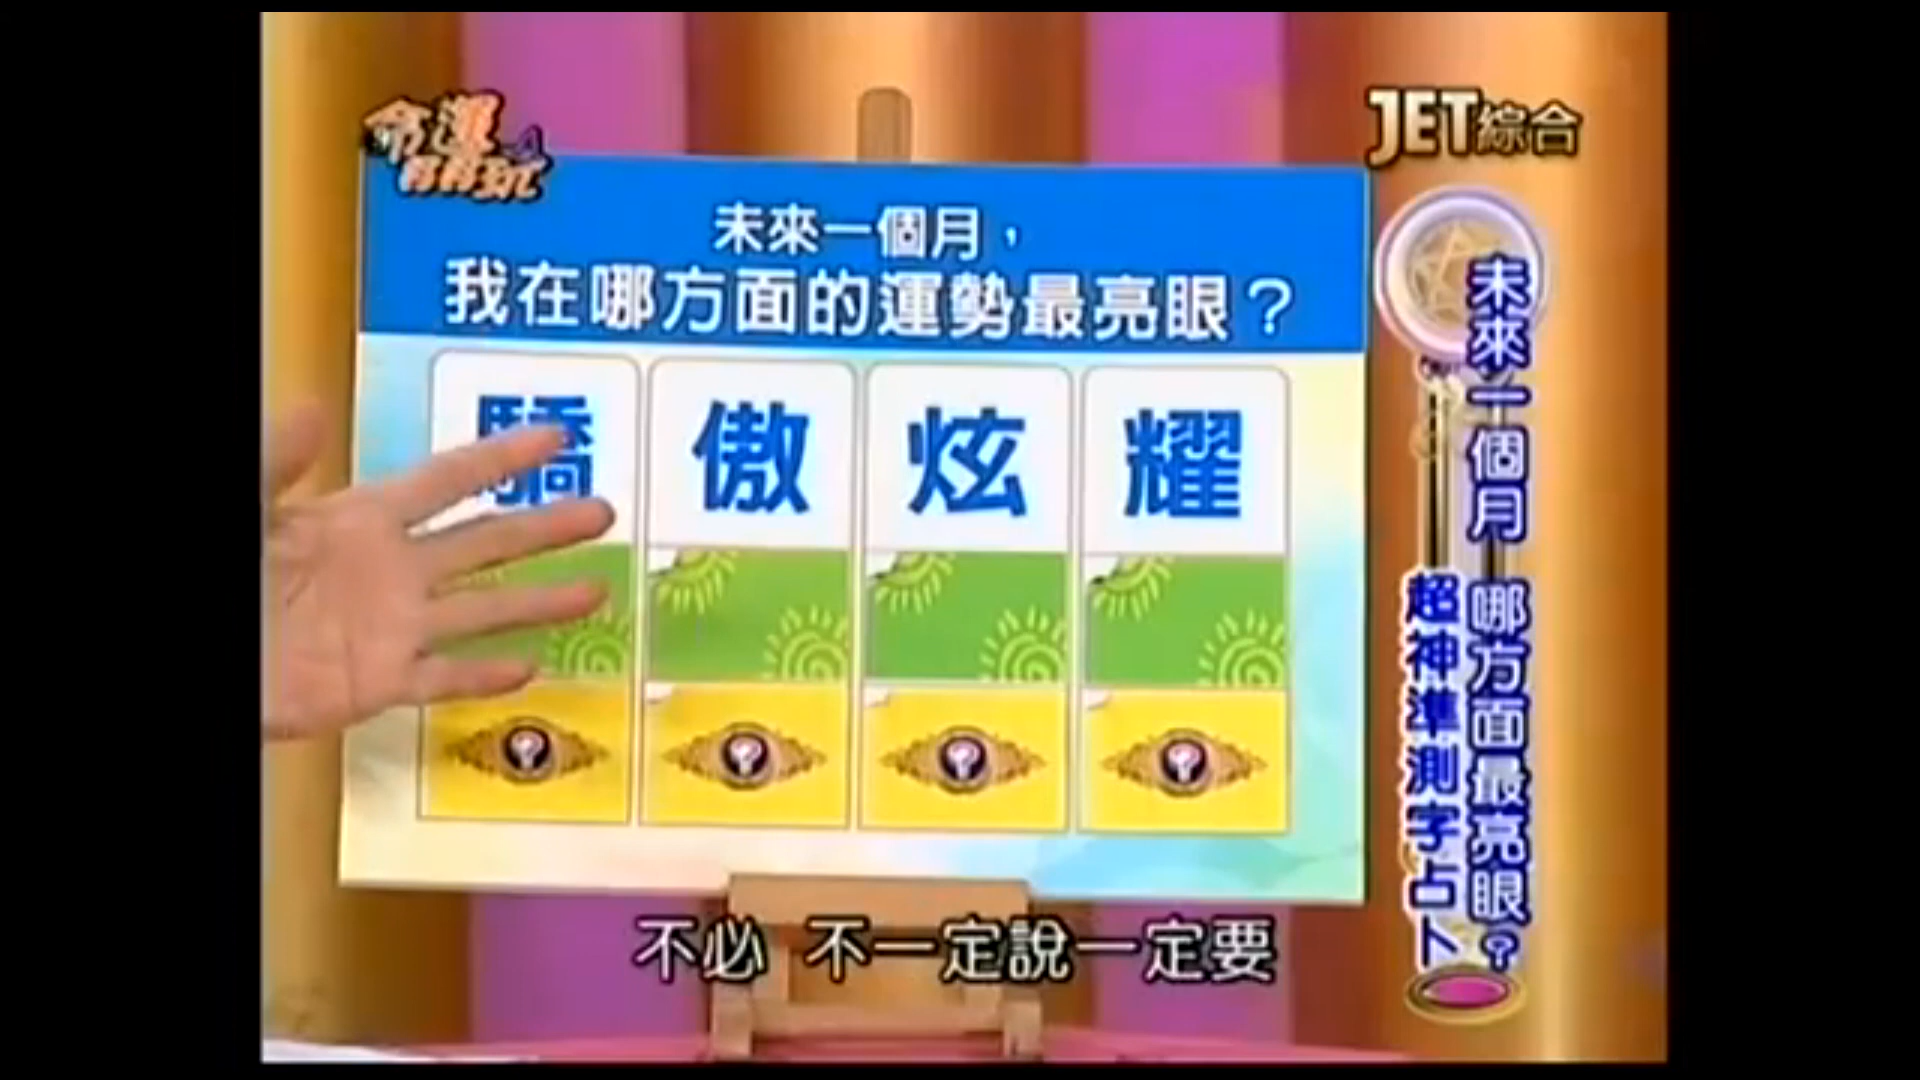 命運
好好玩
JET綜合
未來一個月，
我在哪方面的運勢最亮眼？
驕
傲
炫
耀
?
?
?
?
未來一個月 哪方面最亮眼？
超神準測字占卜
不必 不一定說一定要